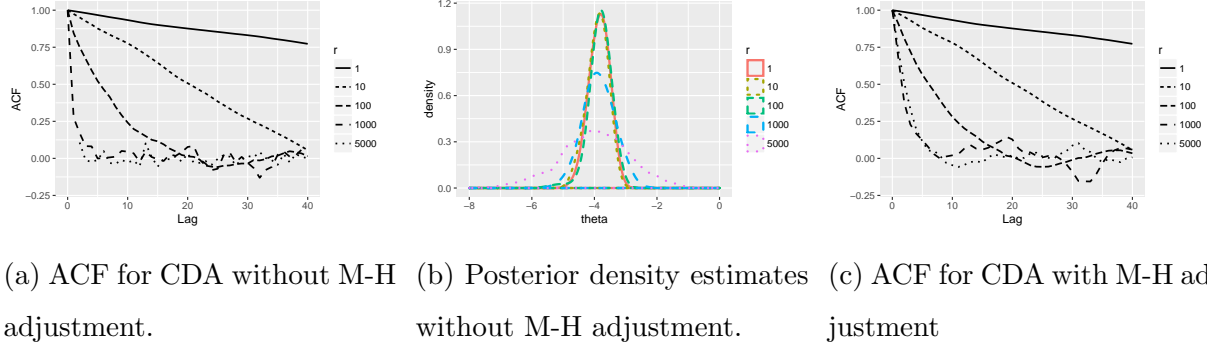 1.00
0.75
0.50
0.25
0.00
−0.25
ACF
0 10 20 30 40
Lag
r
1
10
100
1000
5000
1.2
0.9
0.6
0.3
0.0
density
−8 −6 −4 −2 0
theta
r
1
10
100
1000
5000
1.00
0.75
0.50
0.25
0.00
−0.25
ACF
0 10 20 30 40
Lag
r
1
10
100
1000
5000
(a) ACF for CDA without M-H
adjustment.
(b) Posterior density estimates
without M-H adjustment.
(c) ACF for CDA with M-H ad
justment